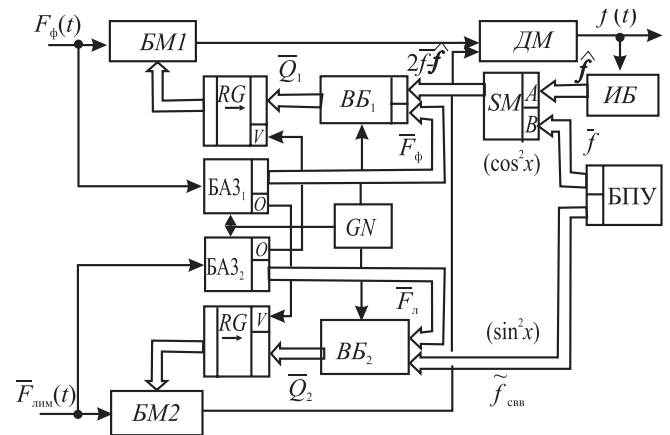 F_ф(t)
БМ1
ДМ
f(t)
Q̅₁
2f̅-f̂
f̂
RG
V
ВБ₁
SM
A
B
ИБ
F̅_ф
f̅
(cos²x)
БАЗ₁
O
БПУ
GN
БАЗ₂
O
F̅_л
RG
V
ВБ₂
(sin²x)
F̅_лим(t)
БМ2
Q̅₂
f̃_свв